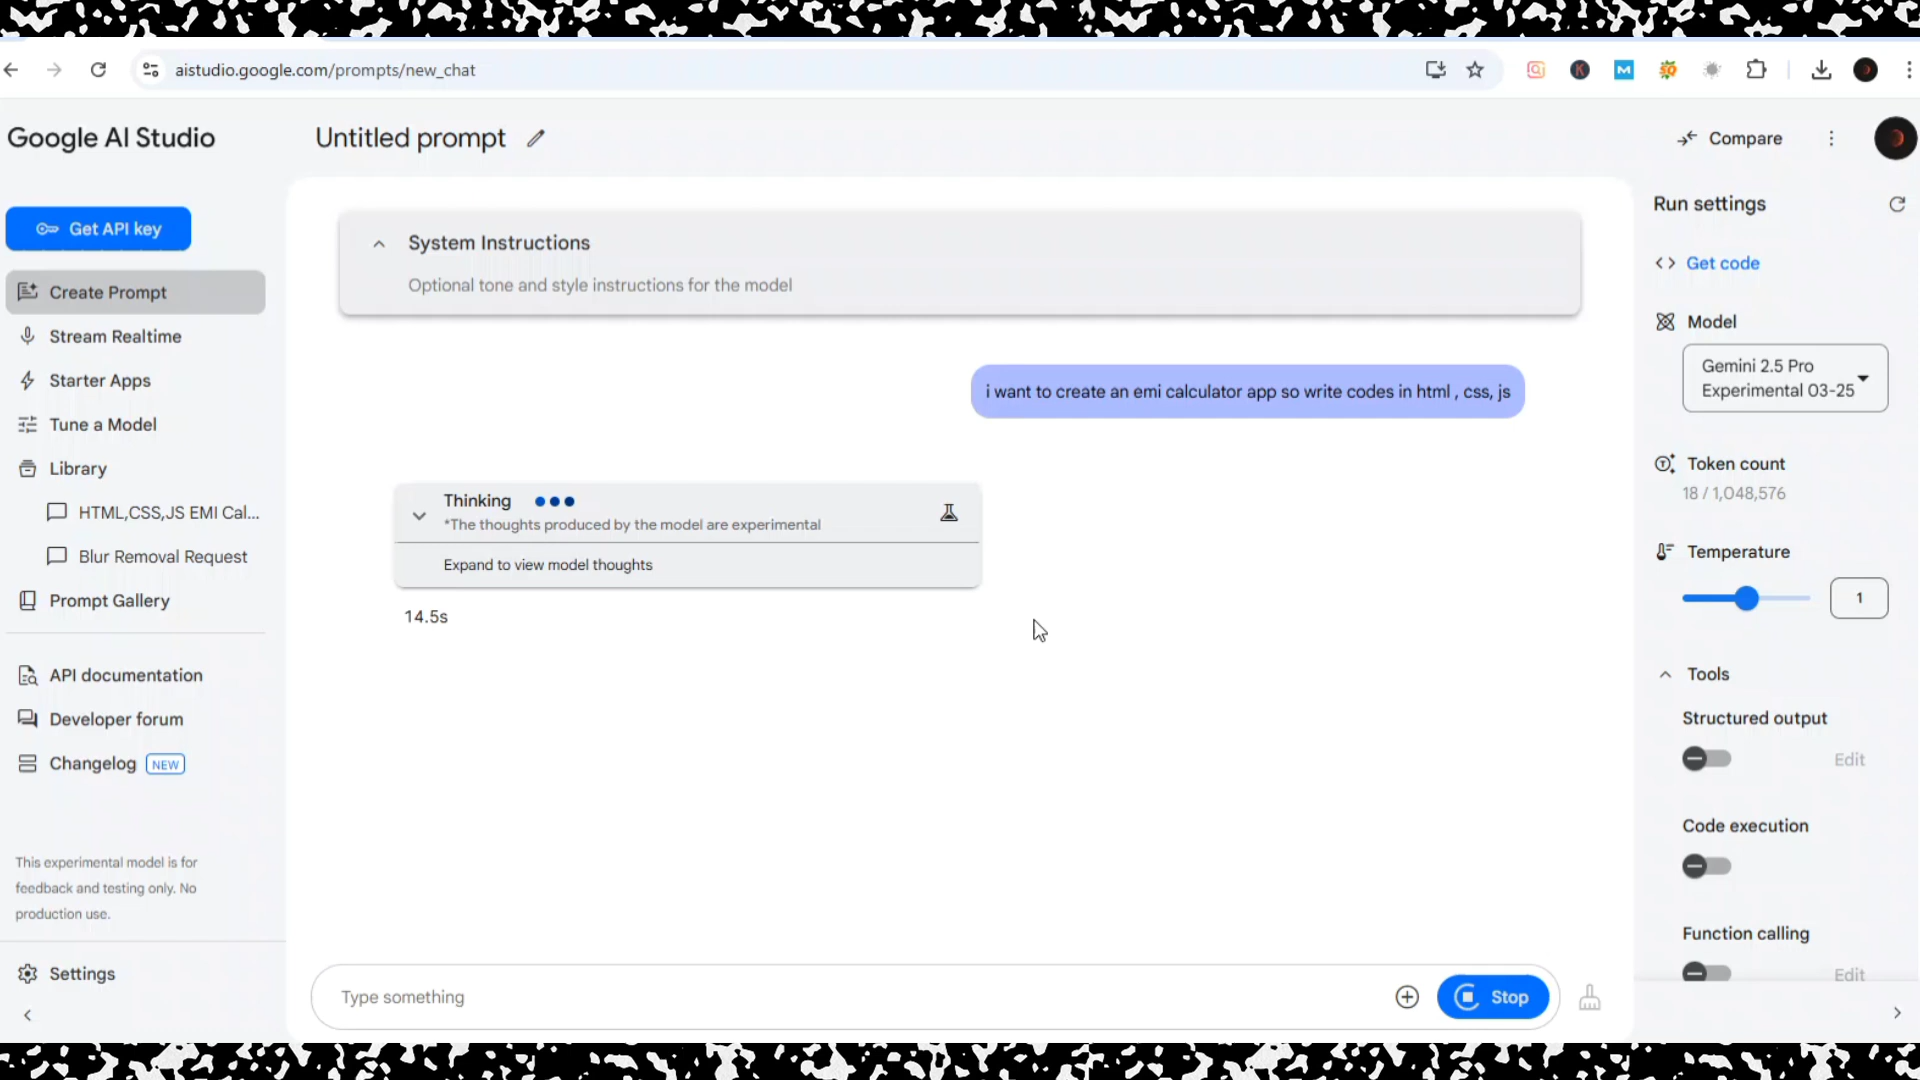 aistudio.google.com/prompts/new_chat
Google AI Studio
Untitled prompt
Compare
Get API key
Create Prompt
Stream Realtime
Starter Apps
Tune a Model
Library
HTML,CSS,JS EMI Cal...
Blur Removal Request
Prompt Gallery
API documentation
Developer forum
Changelog NEW
This experimental model is for
feedback and testing only. No
production use.
Settings
System Instructions
Optional tone and style instructions for the model
i want to create an emi calculator app so write codes in html , css, js
Thinking
*The thoughts produced by the model are experimental
Expand to view model thoughts
14.5s
Type something
Stop
Run settings
Get code
Model
Gemini 2.5 Pro
Experimental 03-25
Token count
18 / 1,048,576
Temperature
1
Tools
Structured output
Edit
Code execution
Function calling
Edit